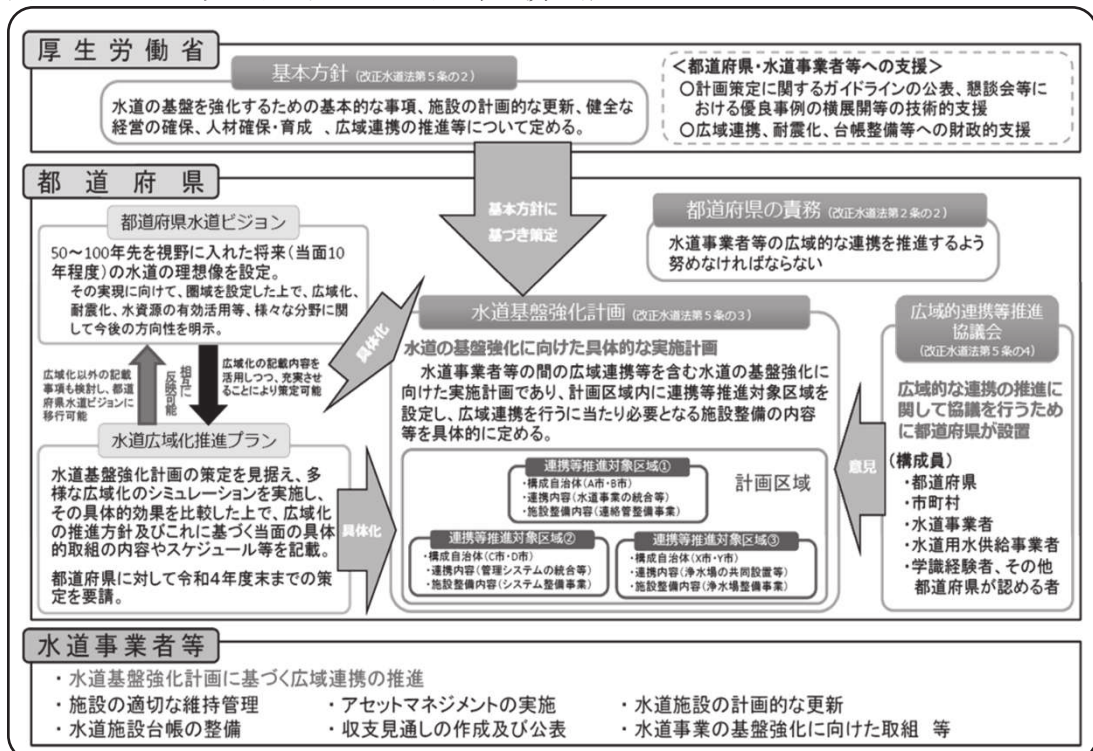 厚生労働省
基本方針(改正水道法第5条の2)
水道の基盤を強化するための基本的な事項、施設の計画的な更新、健全な
経営の確保、人材確保・育成 、広域連携の推進等について定める。
<都道府県・水道事業者等への支援>
○計画策定に関するガイドラインの公表、懇談会等に
おける優良事例の横展開等の技術的支援
○広域連携、耐震化、台帳整備等への財政的支援
都道府県
都道府県水道ビジョン
50～100年先を視野に入れた将来(当面10
年程度)の水道の理想像を設定。
その実現に向けて、圏域を設定した上で、広域化、
耐震化、水資源の有効活用等、様々な分野に関
して今後の方向性を明示。
基本方針に
基づき策定
都道府県の責務(改正水道法第2条の2)
水道事業者等の広域的な連携を推進するよう
努めなければならない
具体化
広域化以外の記載
事項も検討し、都道
府県水道ビジョンに
移行可能
相互に
反映可能
広域化の記載内容を
活用しつつ、充実させ
ることにより策定可能
水道広域化推進プラン
水道基盤強化計画の策定を見据え、多
様な広域化のシミュレーションを実施し、
その具体的効果を比較した上で、広域化
の推進方針及びこれに基づく当面の具体
的取組の内容やスケジュール等を記載。
都道府県に対して令和4年度末までの策
定を要請。
具体化
水道基盤強化計画(改正水道法第5条の3)
水道の基盤強化に向けた具体的な実施計画
水道事業者等の間の広域連携等を含む水道の基盤強化に
向けた実施計画であり、計画区域内に連携等推進対象区域を
設定し、広域連携を行うに当たり必要となる施設整備の内容
等を具体的に定める。
計画区域
連携等推進対象区域①
・構成自治体(A市・B市)
・連携内容(水道事業の統合等)
・施設整備内容(連絡管整備事業)
連携等推進対象区域②
・構成自治体(C市・D市)
・連携内容(管理システムの統合等)
・施設整備内容(システム整備事業)
連携等推進対象区域③
・構成自治体(X市・Y市)
・連携内容(浄水場の共同設置等)
・施設整備内容(浄水場整備事業)
意見
広域的連携等推進
協議会
(改正水道法第5条の4)
広域的な連携の推進に
関して協議を行うため
に都道府県が設置
(構成員)
・都道府県
・市町村
・水道事業者
・水道用水供給事業者
・学識経験者、その他
都道府県が認める者
水道事業者等
・水道基盤強化計画に基づく広域連携の推進
・施設の適切な維持管理 ・アセットマネジメントの実施 ・水道施設の計画的な更新
・水道施設台帳の整備 ・収支見通しの作成及び公表 ・水道事業の基盤強化に向けた取組 等